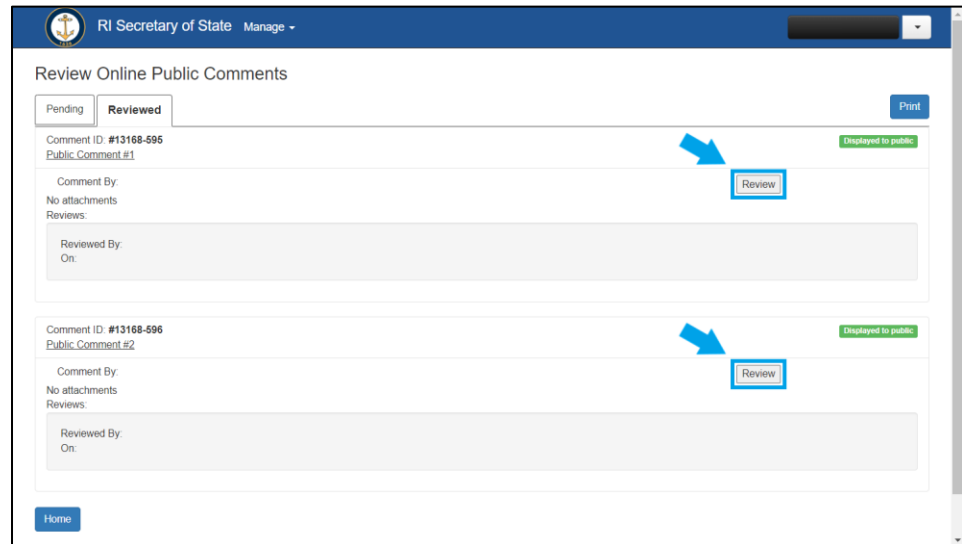 RI Secretary of State Manage
Review Online Public Comments
Pending Reviewed Print
Comment ID: #13168-595 Displayed to public
Public Comment #1
Comment By: Review
No attachments
Reviews:
Reviewed By:
On:
Comment ID: #13168-596 Displayed to public
Public Comment #2
Comment By: Review
No attachments
Reviews:
Reviewed By:
On:
Home